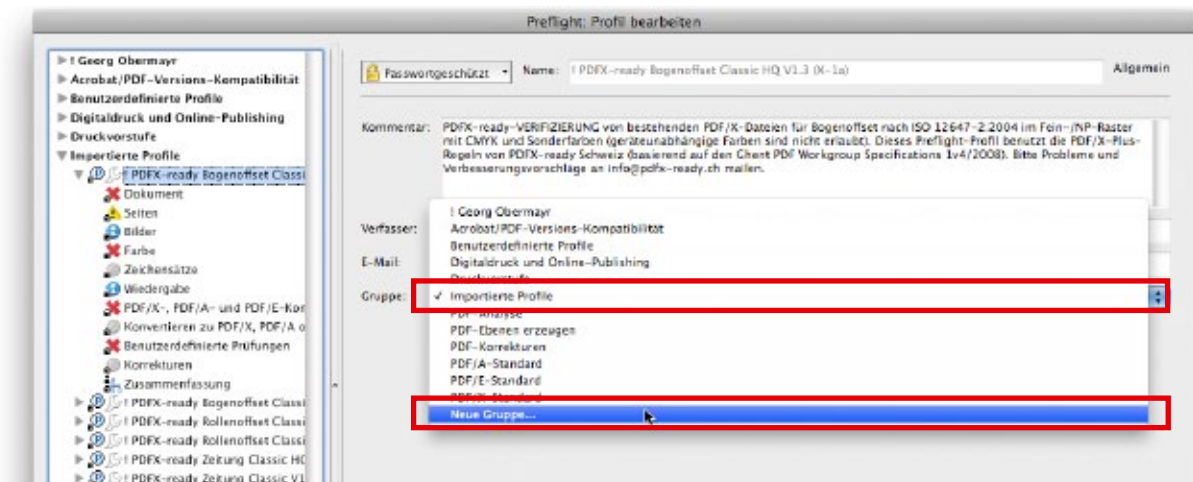 Preflight: Profil bearbeiten
! Georg Obermayr
Acrobat/PDF-Versions-Kompatibilität
Benutzerdefinierte Profile
Digitaldruck und Online-Publishing
Druckvorstufe
Importierte Profile
! PDFX-ready Bogenoffset Classi
Dokument
Seiten
Bilder
Farbe
Zeichensätze
Wiedergabe
PDF/X-, PDF/A- und PDF/E-Kon
Konvertieren zu PDF/X, PDF/A o
Benutzerdefinierte Prüfungen
Korrekturen
Zusammenfassung
! PDFX-ready Bogenoffset Classi
! PDFX-ready Rollenoffset Classi
! PDFX-ready Rollenoffset Classi
! PDFX-ready Zeitung Classic HQ
! PDFX-ready Zeitung Classic V1
Passwortgeschützt
Name: ! PDFX-ready Bogenoffset Classic HQ V1.3 (X-1a)
Allgemein
Kommentar: PDFX-ready-VERIFIZIERUNG von bestehenden PDF/X-Dateien für Bogenoffset nach ISO 12647-2:2004 im Fein-/NP-Raster
mit CMYK und Sonderfarben (geräteunabhängige Farben sind nicht erlaubt). Dieses Preflight-Profil benutzt die PDF/X-Plus-
Regeln von PDFX-ready Schweiz (basierend auf den Ghent PDF Workgroup Specifications 1v4/2008). Bitte Probleme und
Verbesserungsvorschläge an info@pdfx-ready.ch mailen.
Verfasser:
E-Mail:
Gruppe:
! Georg Obermayr
Acrobat/PDF-Versions-Kompatibilität
Benutzerdefinierte Profile
Digitaldruck und Online-Publishing
Druckvorstufe
✓ Importierte Profile
PDF-Analyse
PDF-Ebenen erzeugen
PDF-Korrekturen
PDF/A-Standard
PDF/E-Standard
PDF/X-Standard
Neue Gruppe...